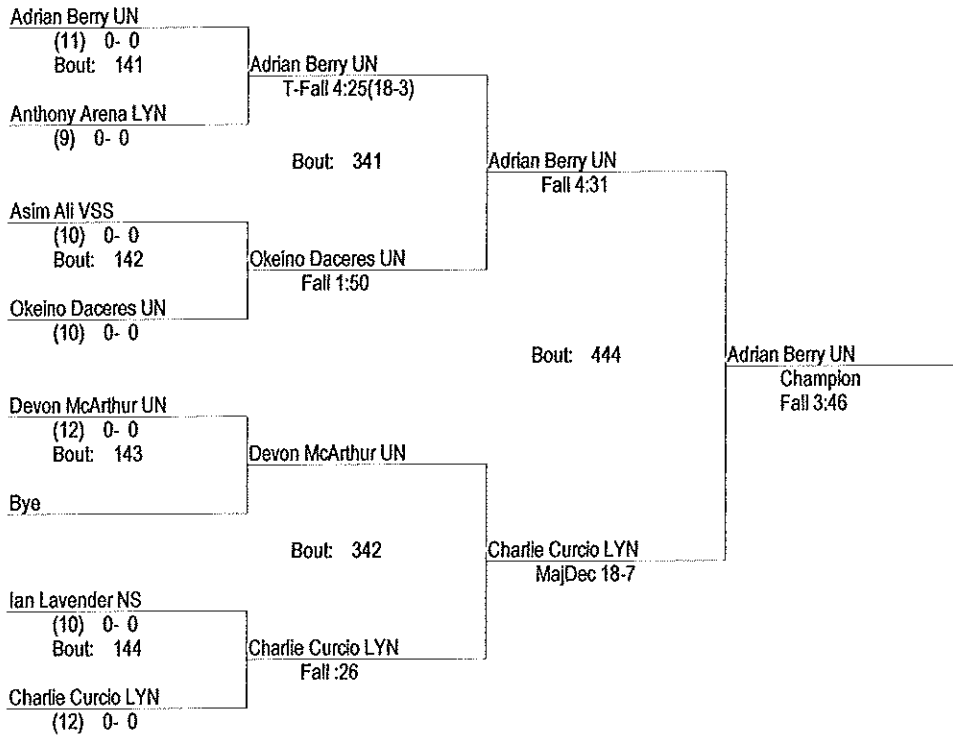 Adrian Berry UN
(11) 0- 0
Bout: 141
Adrian Berry UN
T-Fall 4:25(18-3)
Anthony Arena LYN
(9) 0- 0
Bout: 341
Adrian Berry UN
Fall 4:31
Asim Ali VSS
(10) 0- 0
Bout: 142
Okeino Daceres UN
Fall 1:50
Okeino Daceres UN
(10) 0- 0
Bout: 444
Adrian Berry UN
Champion
Fall 3:46
Devon McArthur UN
(12) 0- 0
Bout: 143
Devon McArthur UN
Bye
Bout: 342
Charlie Curcio LYN
MajDec 18-7
Ian Lavender NS
(10) 0- 0
Bout: 144
Charlie Curcio LYN
Fall :26
Charlie Curcio LYN
(12) 0- 0